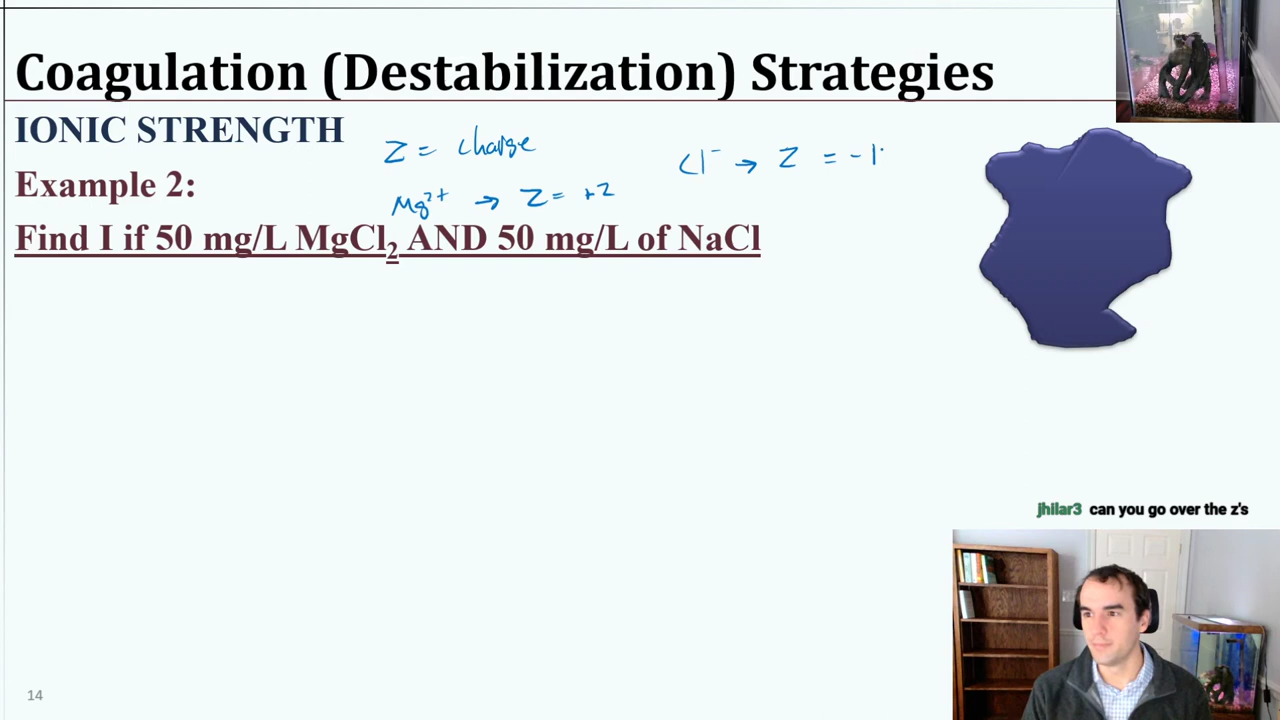 Coagulation (Destabilization) Strategies
IONIC STRENGTH
Z = charge
Cl⁻ → Z = -1
Example 2:
Mg²⁺ → Z = +2
Find I if 50 mg/L MgCl₂ AND 50 mg/L of NaCl
jhilar3 can you go over the z's
14